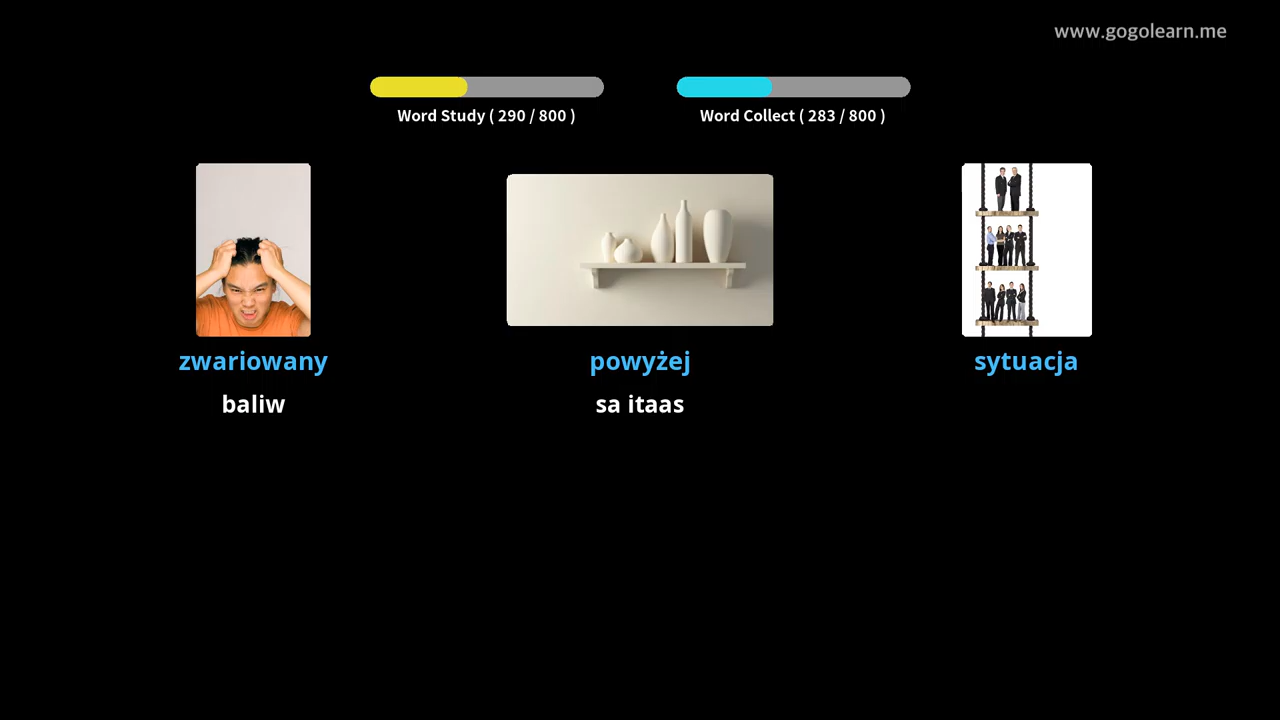 www.gogolearn.me
Word Study ( 290 / 800 )
Word Collect ( 283 / 800 )
zwariowany
powyżej
sytuacja
baliw
sa itaas